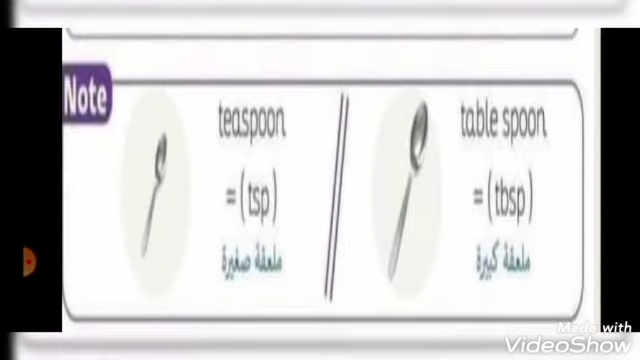 Note
teaspoon
= (tsp)
ملعقة صغيرة
table spoon
= (tbsp)
ملعقة كبيرة
Made with
VideoShow